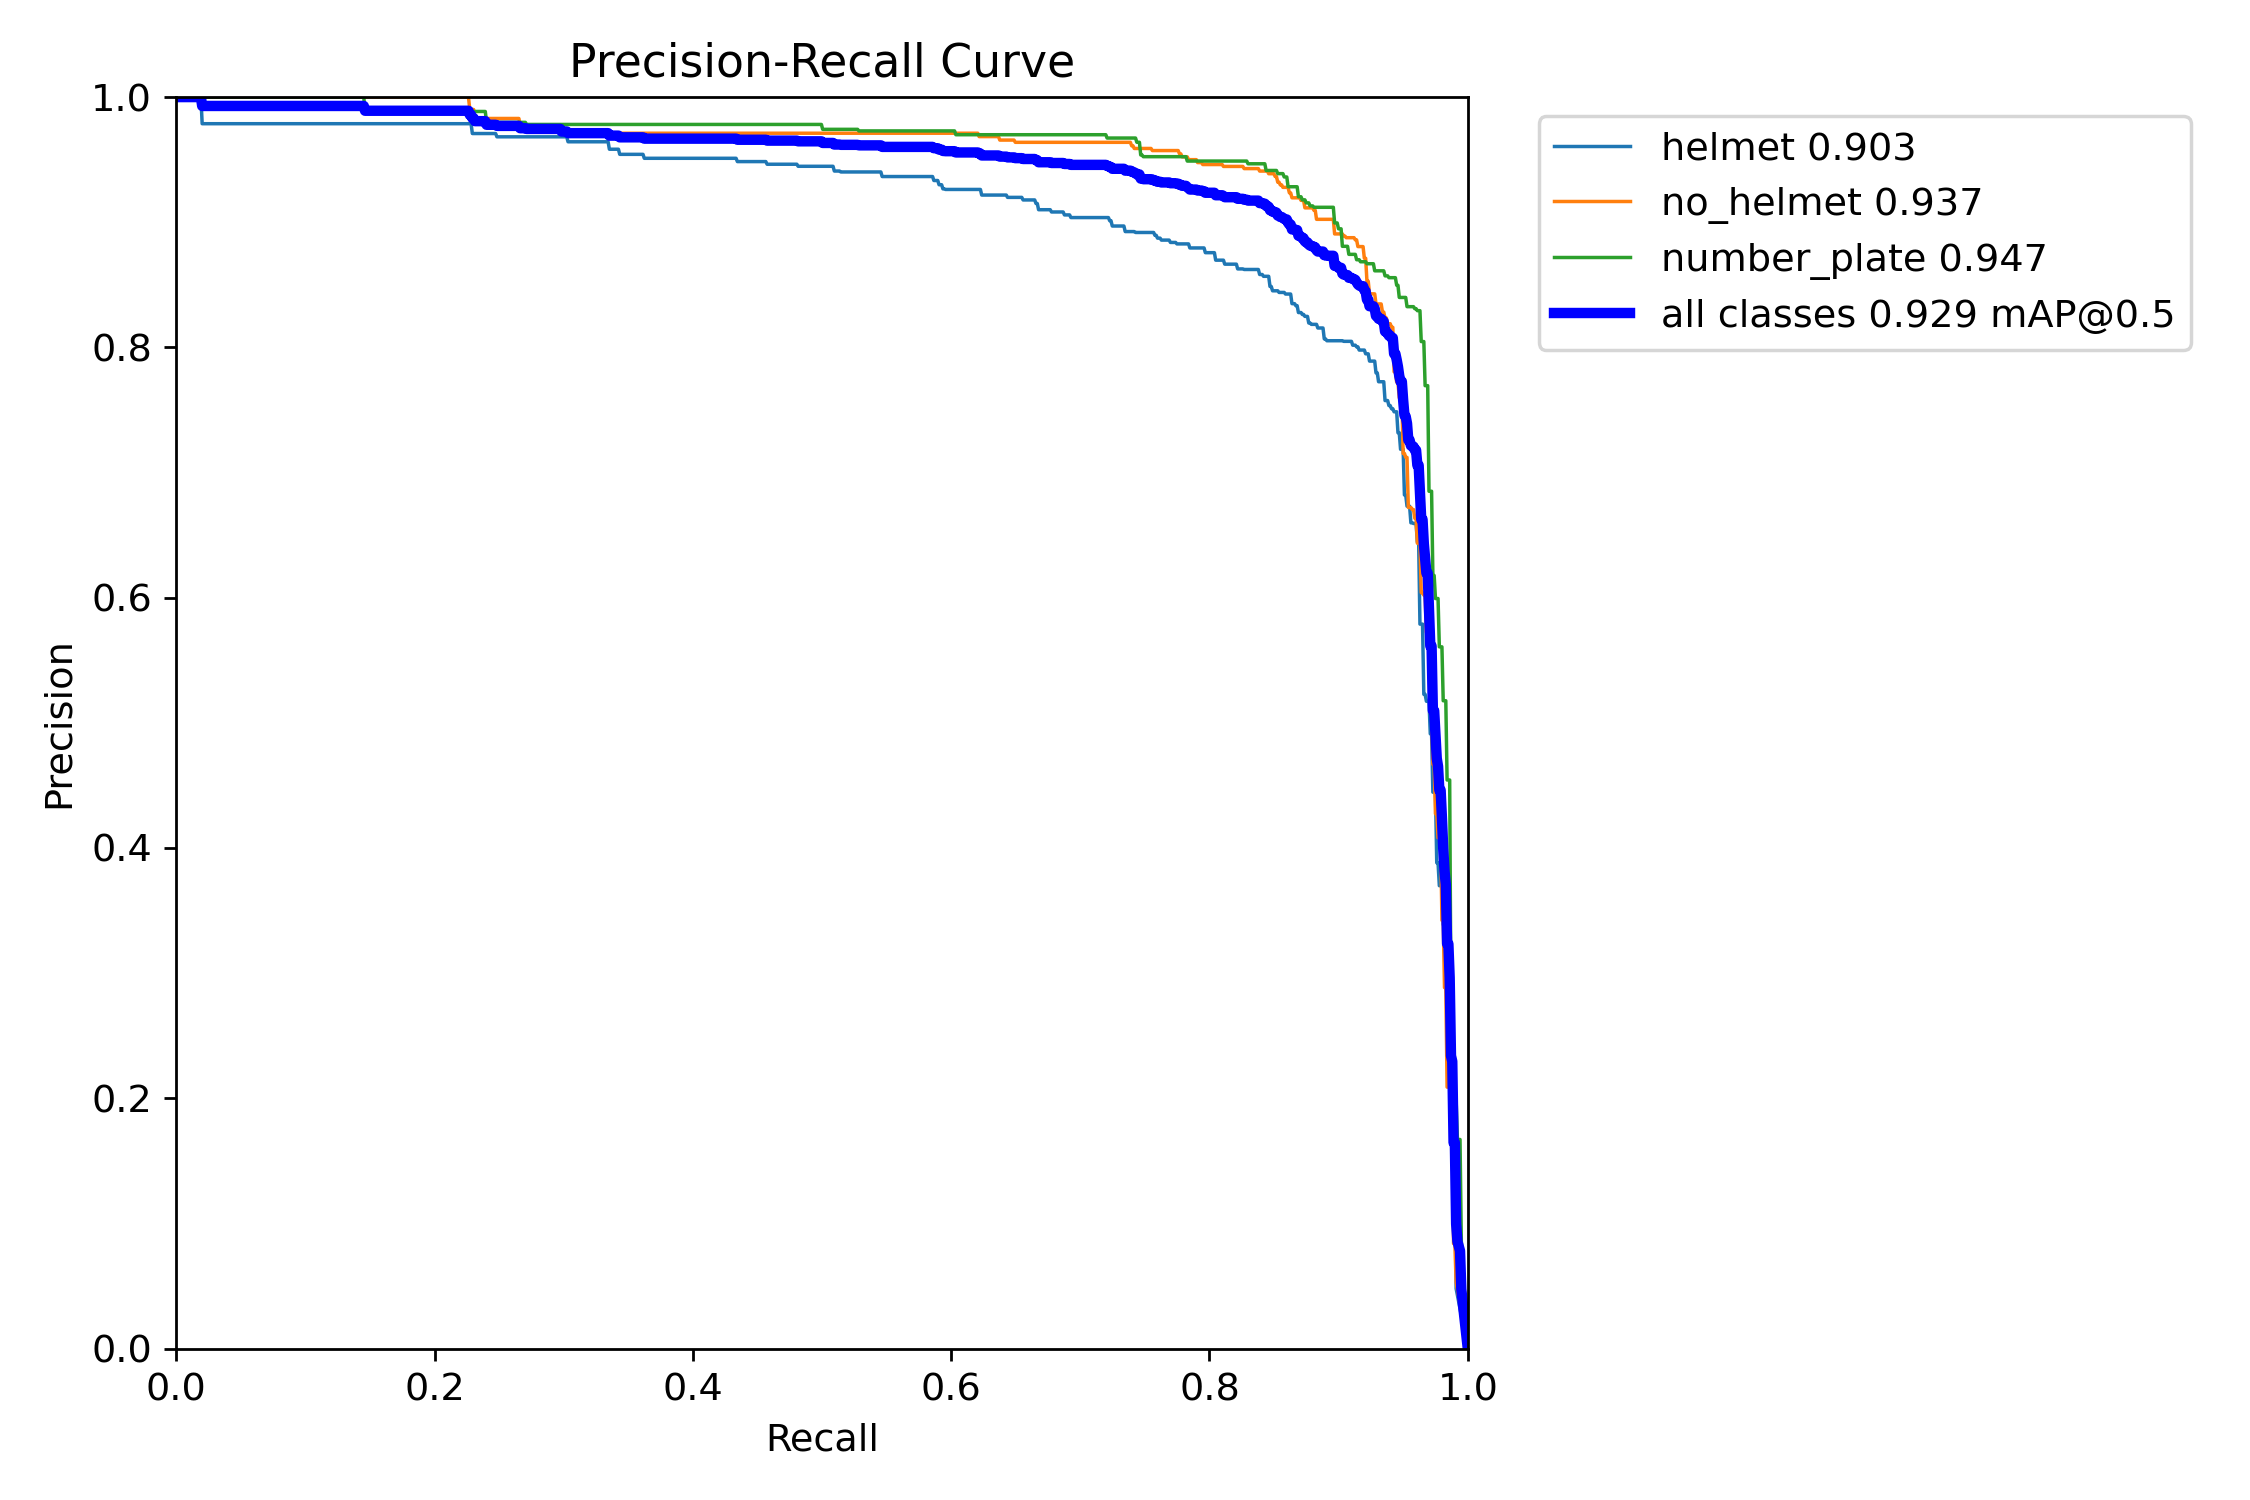 Precision-Recall Curve
1.0
0.8
0.6
0.4
0.2
0.0
Precision
0.0 0.2 0.4 0.6 0.8 1.0
Recall
helmet 0.903
no_helmet 0.937
number_plate 0.947
all classes 0.929 mAP@0.5